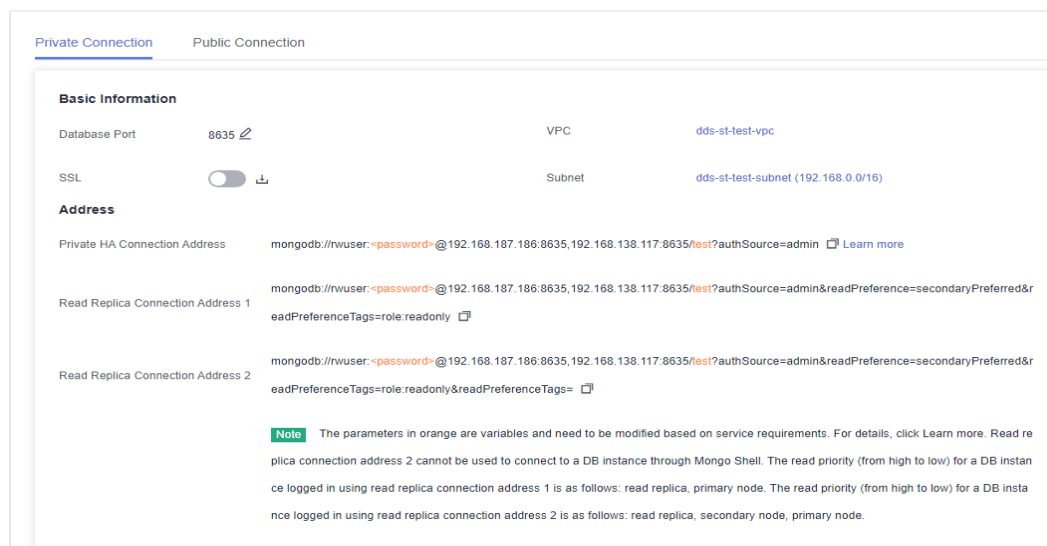 Private Connection Public Connection
Basic Information
Database Port 8635 VPC dds-st-test-vpc
SSL Subnet dds-st-test-subnet (192.168.0.0/16)
Address
Private HA Connection Address mongodb://rwuser:<password>@192.168.187.186:8635,192.168.138.117:8635/test?authSource=admin Learn more
mongodb://rwuser:<password>@192.168.187.186:8635,192.168.138.117:8635/test?authSource=admin&readPreference=secondaryPreferred&r
Read Replica Connection Address 1
eadPreferenceTags=role:readonly
mongodb://rwuser:<password>@192.168.187.186:8635,192.168.138.117:8635/test?authSource=admin&readPreference=secondaryPreferred&r
Read Replica Connection Address 2
eadPreferenceTags=role:readonly&readPreferenceTags=
Note The parameters in orange are variables and need to be modified based on service requirements. For details, click Learn more. Read re
plica connection address 2 cannot be used to connect to a DB instance through Mongo Shell. The read priority (from high to low) for a DB instan
ce logged in using read replica connection address 1 is as follows: read replica, primary node. The read priority (from high to low) for a DB insta
nce logged in using read replica connection address 2 is as follows: read replica, secondary node, primary node.